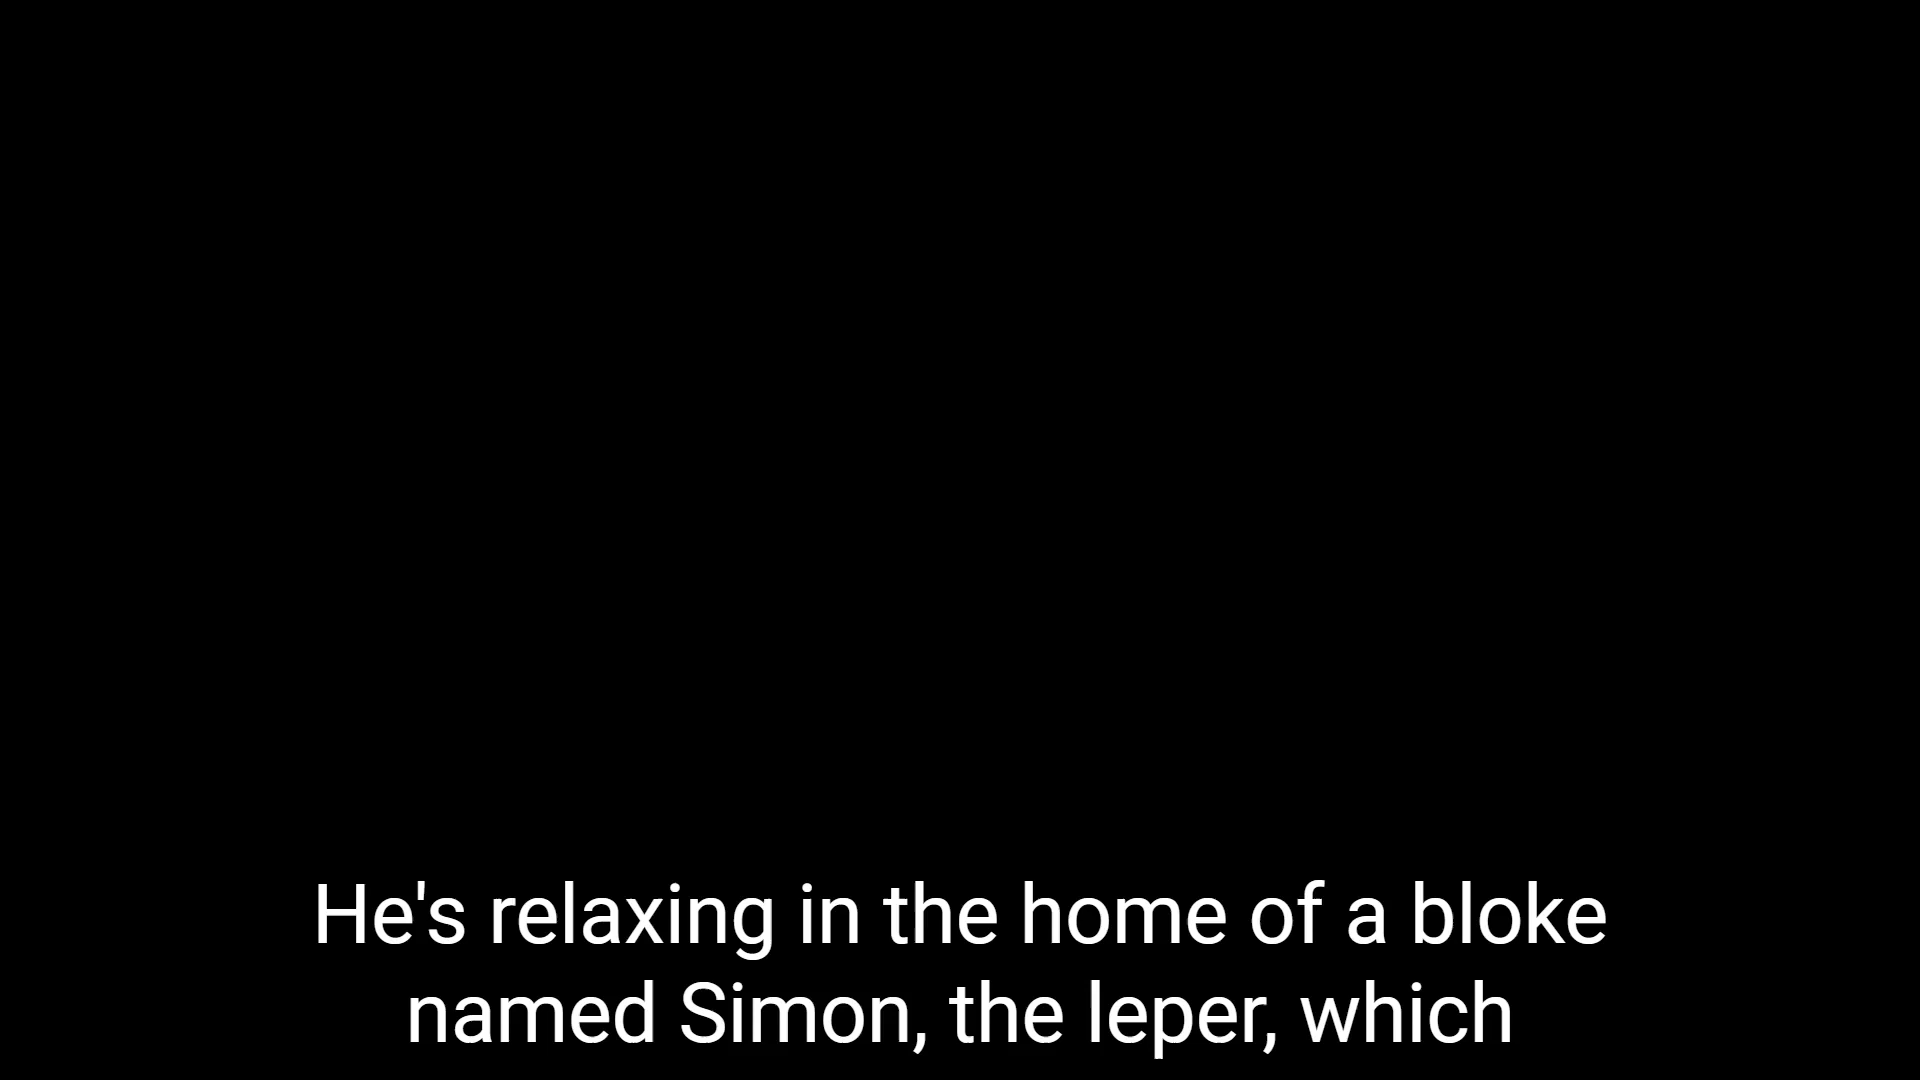 He's relaxing in the home of a bloke
named Simon, the leper, which